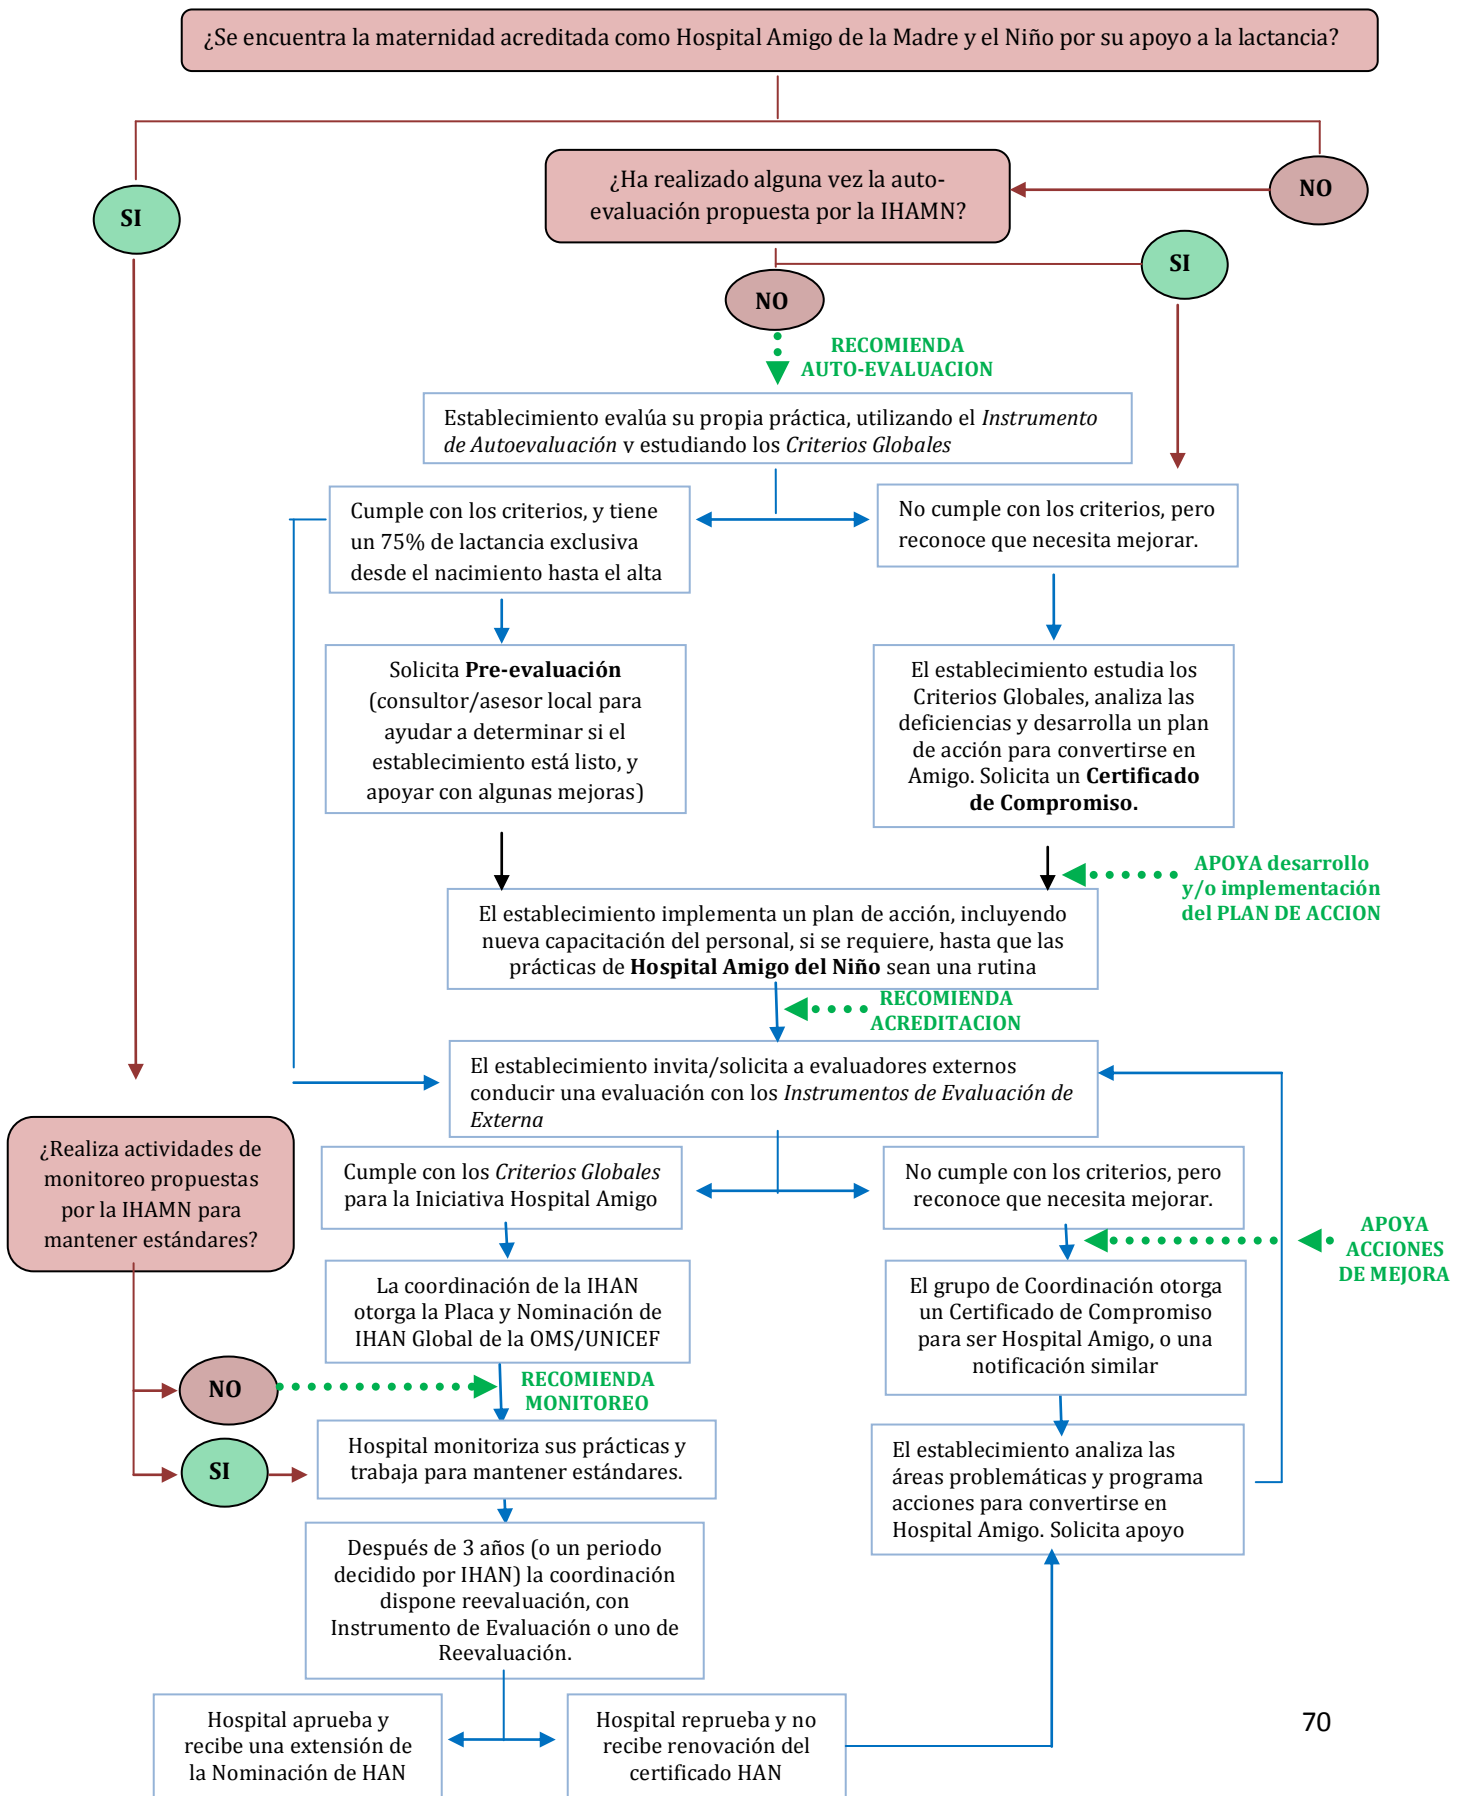 ¿Se encuentra la maternidad acreditada como Hospital Amigo de la Madre y el Niño por su apoyo a la lactancia?
¿Ha realizado alguna vez la auto-
evaluación propuesta por la IHAMN?
NO
SI
SI
NO
RECOMIENDA
AUTO-EVALUACION
Establecimiento evalúa su propia práctica, utilizando el Instrumento
de Autoevaluación y estudiando los Criterios Globales
Cumple con los criterios, y tiene
un 75% de lactancia exclusiva
desde el nacimiento hasta el alta
No cumple con los criterios, pero
reconoce que necesita mejorar.
Solicita Pre-evaluación
(consultor/asesor local para
ayudar a determinar si el
establecimiento está listo, y
apoyar con algunas mejoras)
El establecimiento estudia los
Criterios Globales, analiza las
deficiencias y desarrolla un plan
de acción para convertirse en
Amigo. Solicita un Certificado
de Compromiso.
APOYA desarrollo
y/o implementación
del PLAN DE ACCION
El establecimiento implementa un plan de acción, incluyendo
nueva capacitación del personal, si se requiere, hasta que las
prácticas de Hospital Amigo del Niño sean una rutina
RECOMIENDA
ACREDITACION
El establecimiento invita/solicita a evaluadores externos
conducir una evaluación con los Instrumentos de Evaluación de
Externa
¿Realiza actividades de
monitoreo propuestas
por la IHAMN para
mantener estándares?
Cumple con los Criterios Globales
para la Iniciativa Hospital Amigo
No cumple con los criterios, pero
reconoce que necesita mejorar.
APOYA
ACCIONES
DE MEJORA
La coordinación de la IHAN
otorga la Placa y Nominación de
IHAN Global de la OMS/UNICEF
El grupo de Coordinación otorga
un Certificado de Compromiso
para ser Hospital Amigo, o una
notificación similar
NO
RECOMIENDA
MONITOREO
SI
Hospital monitoriza sus prácticas y
trabaja para mantener estándares.
El establecimiento analiza las
áreas problemáticas y programa
acciones para convertirse en
Hospital Amigo. Solicita apoyo
Después de 3 años (o un periodo
decidido por IHAN) la coordinación
dispone reevaluación, con
Instrumento de Evaluación o uno de
Reevaluación.
Hospital aprueba y
recibe una extensión de
la Nominación de HAN
Hospital reprueba y no
recibe renovación del
certificado HAN
70